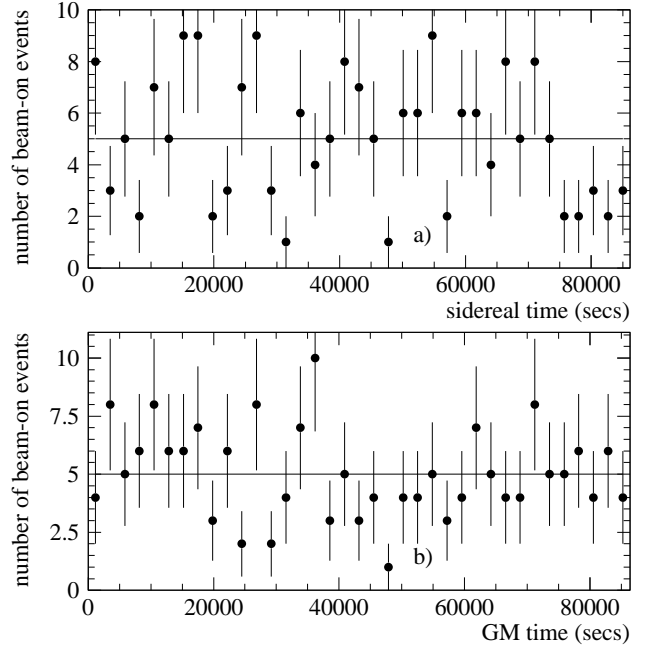 number of beam-on events
10
8
6
4
2
0
a)
0 20000 40000 60000 80000
sidereal time (secs)
number of beam-on events
10
7.5
5
2.5
0
b)
0 20000 40000 60000 80000
GM time (secs)